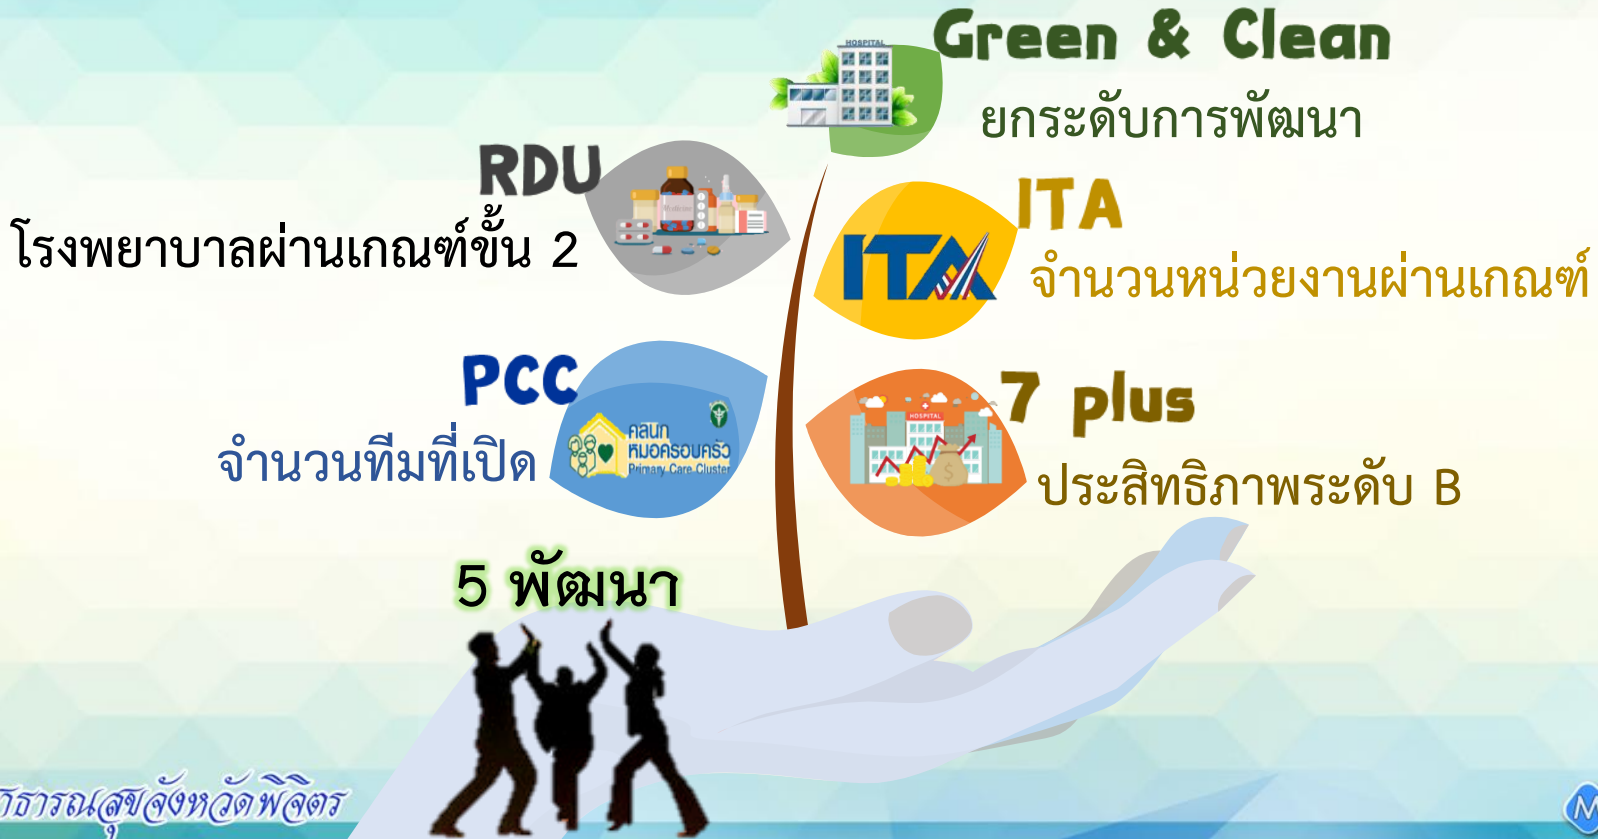 Green & Clean
ยกระดับการพัฒนา
HOSPITAL
RDU
โรงพยาบาลผ่านเกณฑ์ขั้น 2
Medicine
ITA
ITA
จำนวนหน่วยงานผ่านเกณฑ์
PCC
จำนวนทีมที่เปิด
คลินิก
หมอครอบครัว
Primary Care Cluster
7 plus
HOSPITAL
ประสิทธิภาพระดับ B
5 พัฒนา
ธารณสุขจังหวัดพิจิตร
M